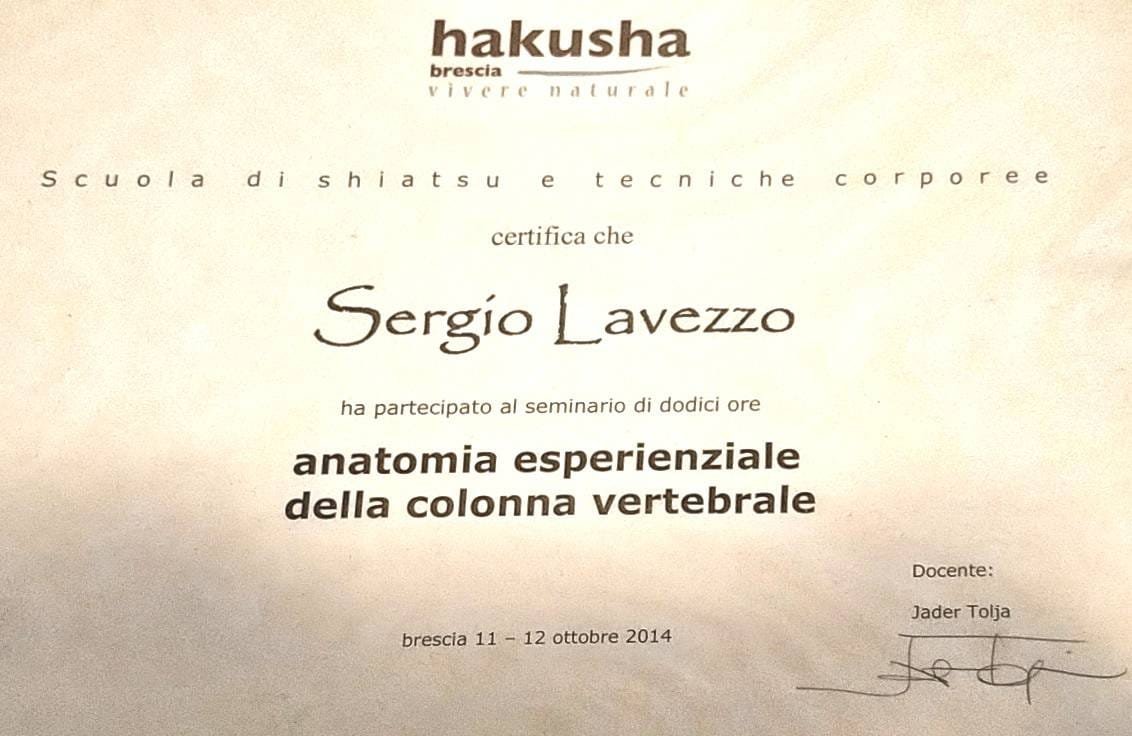 hakusha
brescia
vivere naturale
Scuola di shiatsu e tecniche corporee
certifica che
Sergio Lavezzo
ha partecipato al seminario di dodici ore
anatomia esperienziale
della colonna vertebrale
Docente:
Jader Tolja
brescia 11 – 12 ottobre 2014